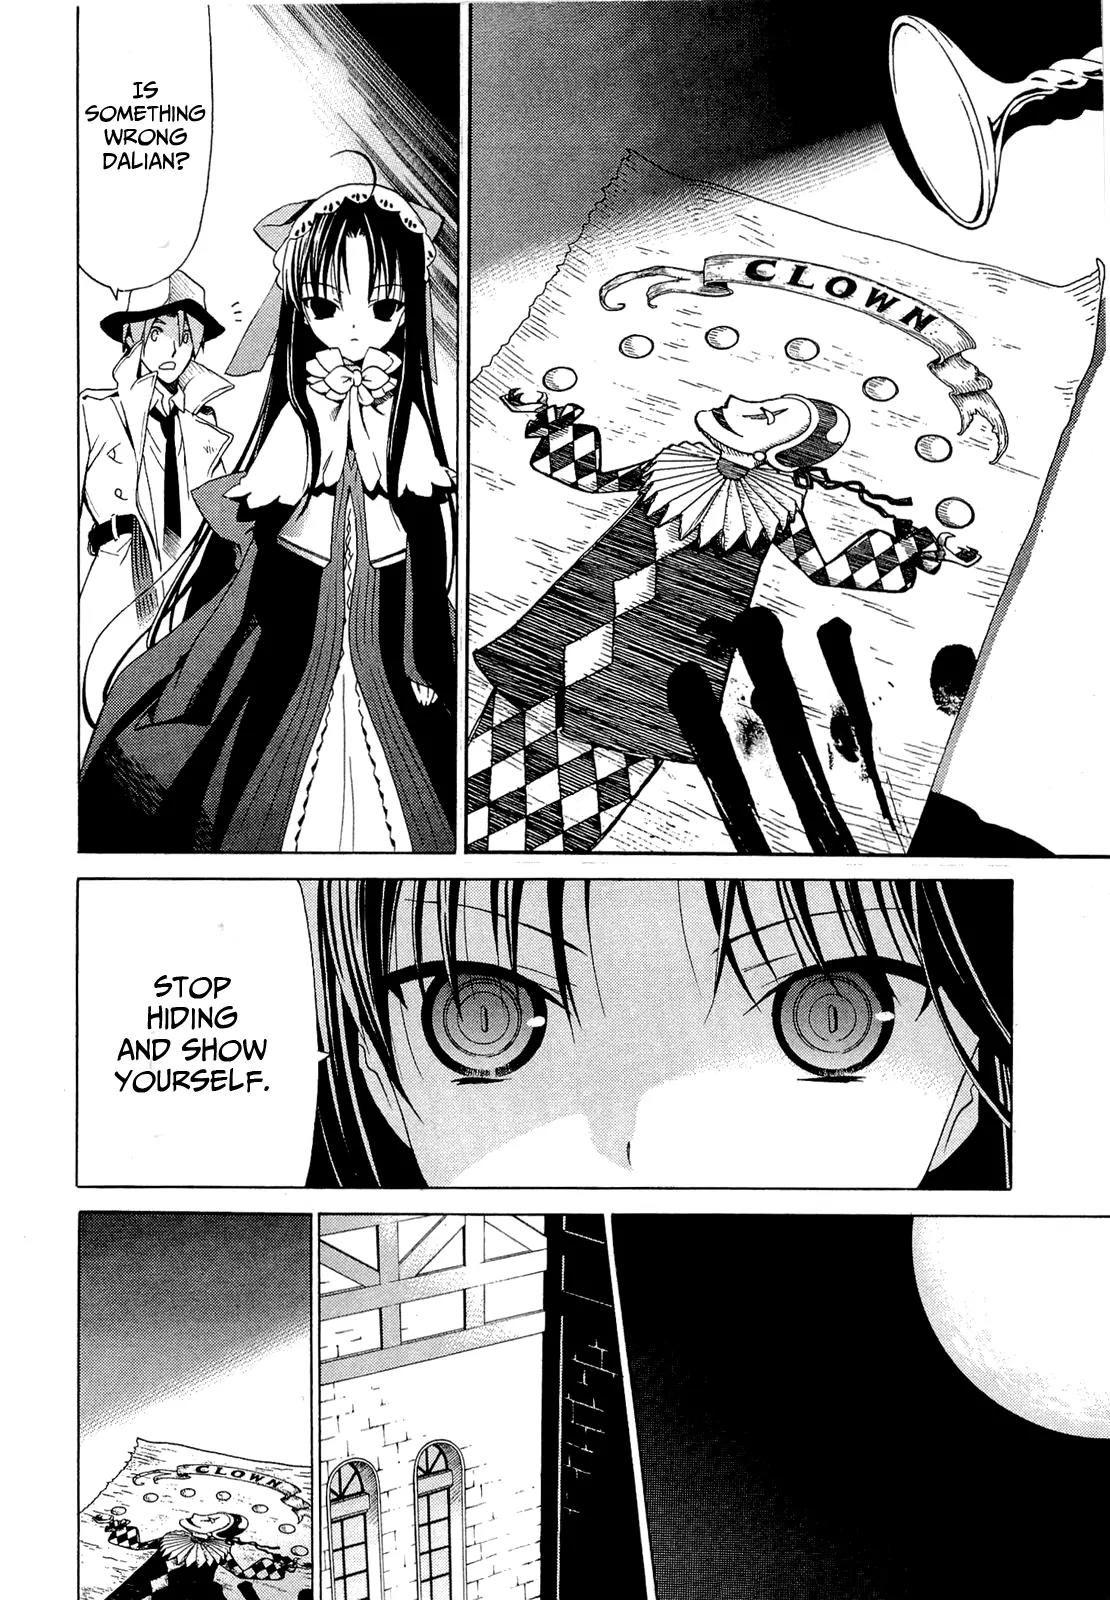 CLOWN
IS
SOMETHING
WRONG
DALIAN?
STOP
HIDING
AND SHOW
YOURSELF.
CLOWN